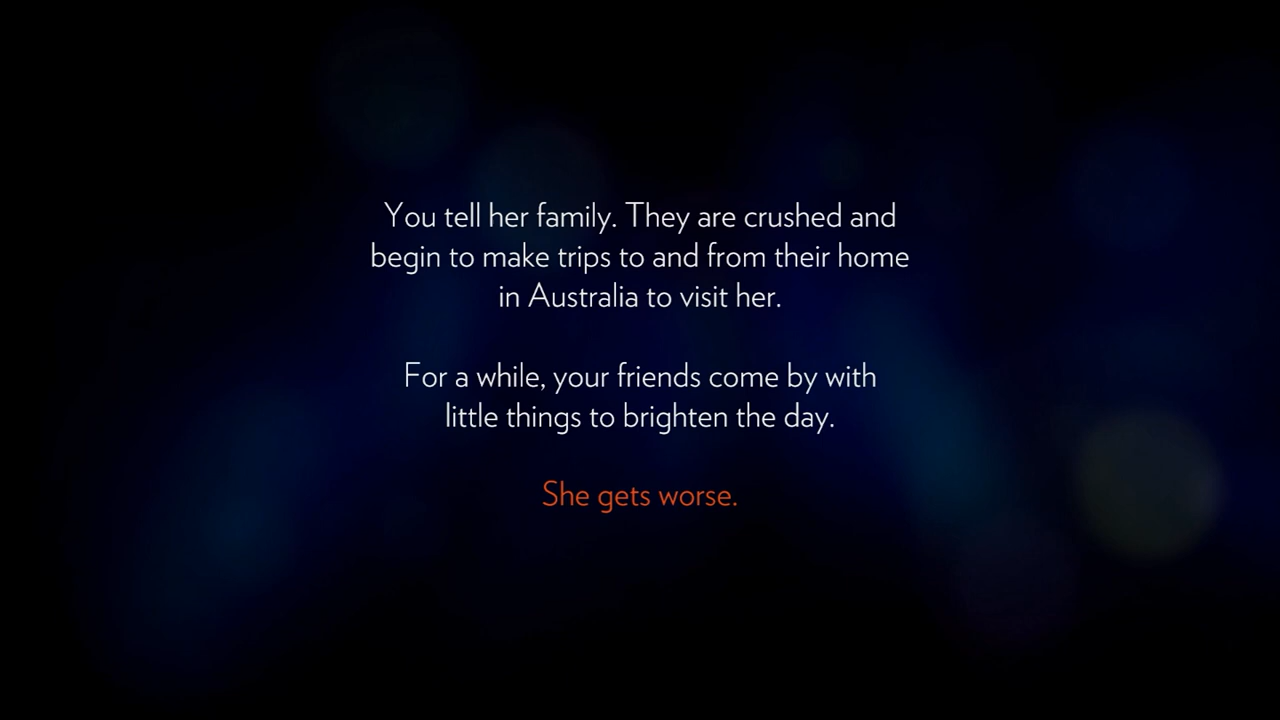 You tell her family. They are crushed and
begin to make trips to and from their home
in Australia to visit her.
For a while, your friends come by with
little things to brighten the day.
She gets worse.